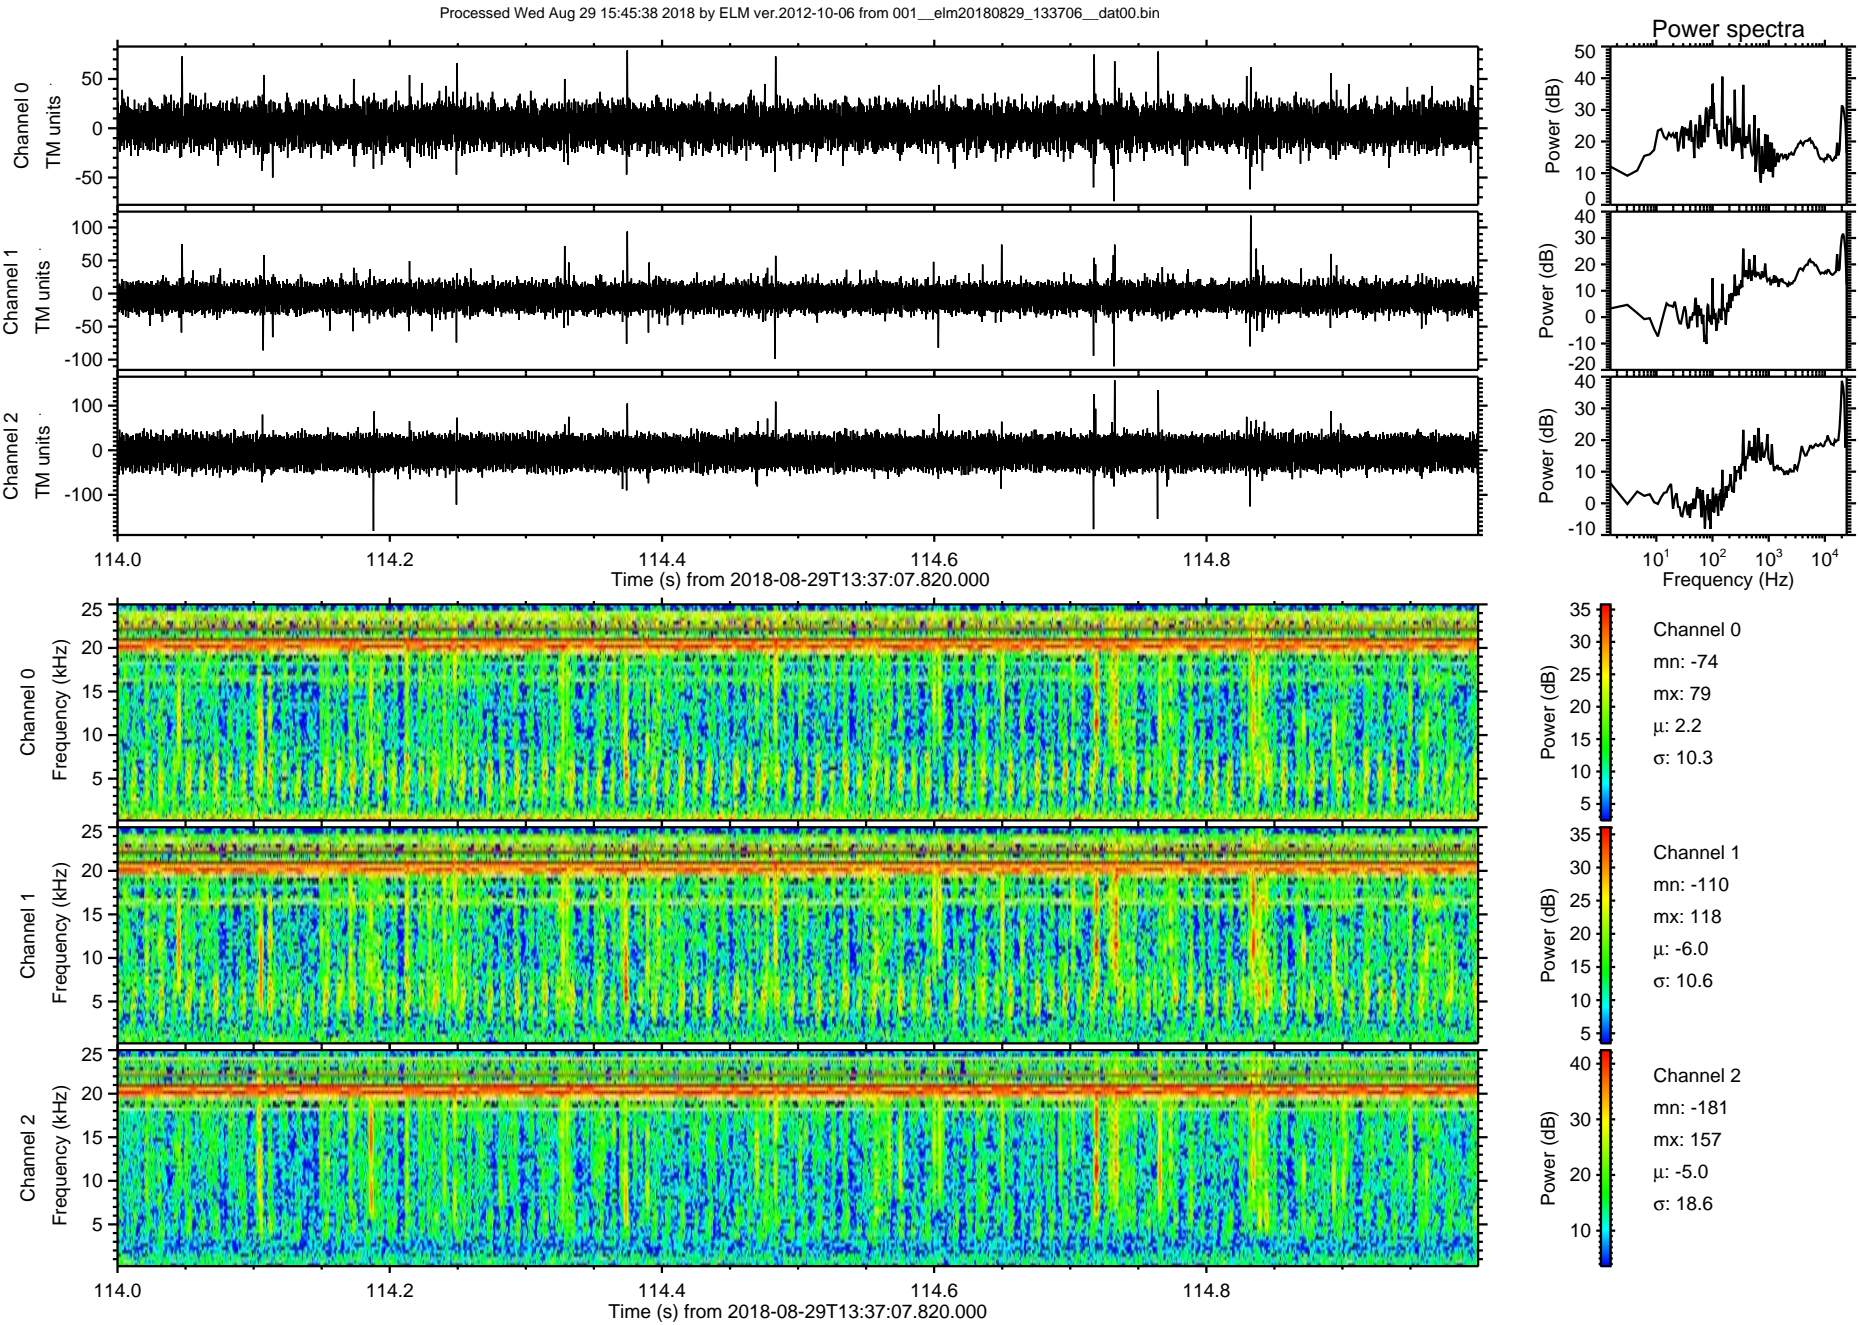 Processed Wed Aug 29 15:45:38 2018 by ELM ver.2012-10-06 from 001__elm20180829_133706__dat00.bin
Power spectra
Channel 0
TM units
50
0
-50
Power (dB)
50
40
30
20
10
0
Channel 1
TM units
100
50
0
-50
-100
Power (dB)
40
30
20
10
0
-10
-20
Channel 2
TM units
100
0
-100
Power (dB)
40
30
20
10
0
-10
114.0 114.2 114.4 114.6 114.8
Time (s) from 2018-08-29T13:37:07.820.000
10¹ 10² 10³ 10⁴
Frequency (Hz)
Channel 0
Frequency (kHz)
25
20
15
10
5
Power (dB)
35
30
25
20
15
10
5
Channel 0
mn: -74
mx: 79
μ: 2.2
σ: 10.3
Channel 1
Frequency (kHz)
25
20
15
10
5
Power (dB)
35
30
25
20
15
10
5
Channel 1
mn: -110
mx: 118
μ: -6.0
σ: 10.6
Channel 2
Frequency (kHz)
25
20
15
10
5
Power (dB)
40
30
20
10
Channel 2
mn: -181
mx: 157
μ: -5.0
σ: 18.6
114.0 114.2 114.4 114.6 114.8
Time (s) from 2018-08-29T13:37:07.820.000